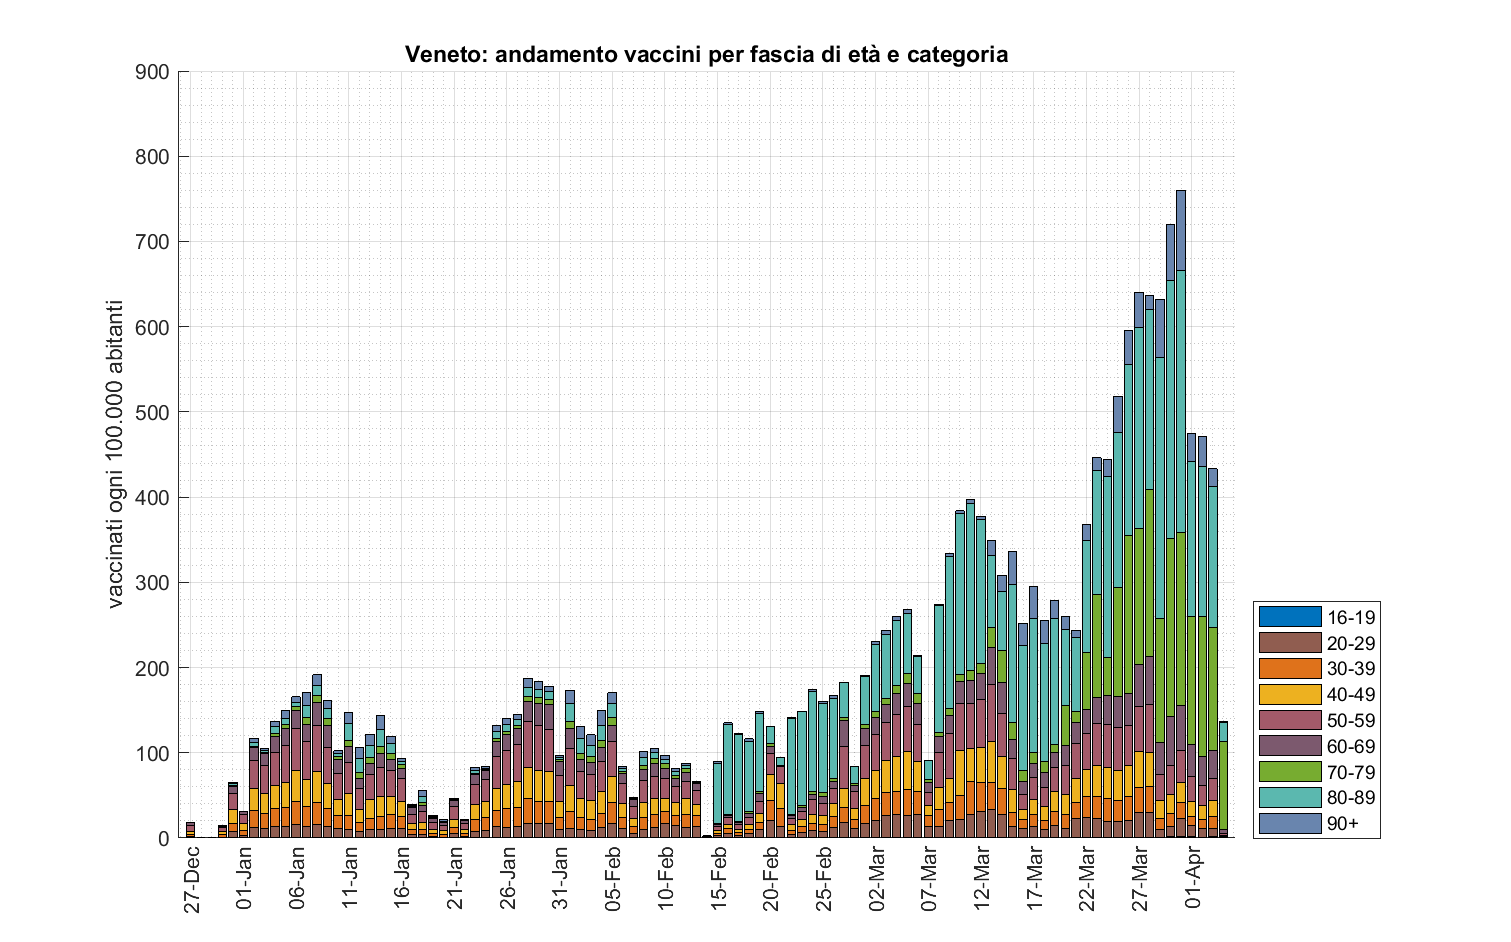 Veneto: andamento vaccini per fascia di età e categoria
vaccinati ogni 100.000 abitanti
900
800
700
600
500
400
300
200
100
0
27-Dec
01-Jan
06-Jan
11-Jan
16-Jan
21-Jan
26-Jan
31-Jan
05-Feb
10-Feb
15-Feb
20-Feb
25-Feb
02-Mar
07-Mar
12-Mar
17-Mar
22-Mar
27-Mar
01-Apr
16-19
20-29
30-39
40-49
50-59
60-69
70-79
80-89
90+